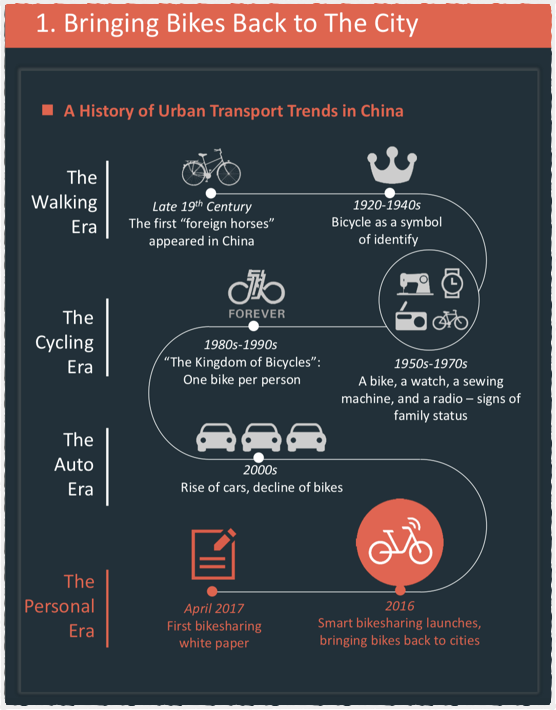 1. Bringing Bikes Back to The City
A History of Urban Transport Trends in China
The
Walking
Era
Late 19th Century
The first “foreign horses”
appeared in China
1920-1940s
Bicycle as a symbol
of identify
The
Cycling
Era
FOREVER
1980s-1990s
“The Kingdom of Bicycles”:
One bike per person
1950s-1970s
A bike, a watch, a sewing
machine, and a radio – signs of
family status
The
Auto
Era
2000s
Rise of cars, decline of bikes
The
Personal
Era
April 2017
First bikesharing
white paper
2016
Smart bikesharing launches,
bringing bikes back to cities